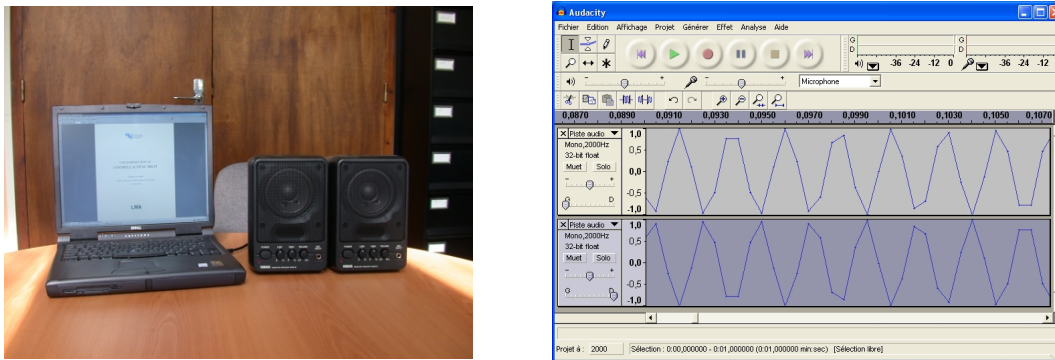 DELL
YAMAHA
Audacity
Fichier Edition Affichage Projet Générer Effet Analyse Aide
G
D
-36 -24 -12 0
G
D
-36 -24 -12
- +
- +
Microphone
0,0870 0,0890 0,0910 0,0930 0,0950 0,0970 0,0990 0,1010 0,1030 0,1050 0,1070
X Piste audio
Mono,2000Hz
32-bit float
Muet Solo
- +
G D
1,0
0,5
0,0
-0,5
-1,0
X Piste audio
Mono,2000Hz
32-bit float
Muet Solo
- +
G D
1,0
0,5
0,0
-0,5
-1,0
Projet à : 2000 Sélection : 0:00,000000 - 0:01,000000 (0:01,000000 min:sec) [Sélection libre]